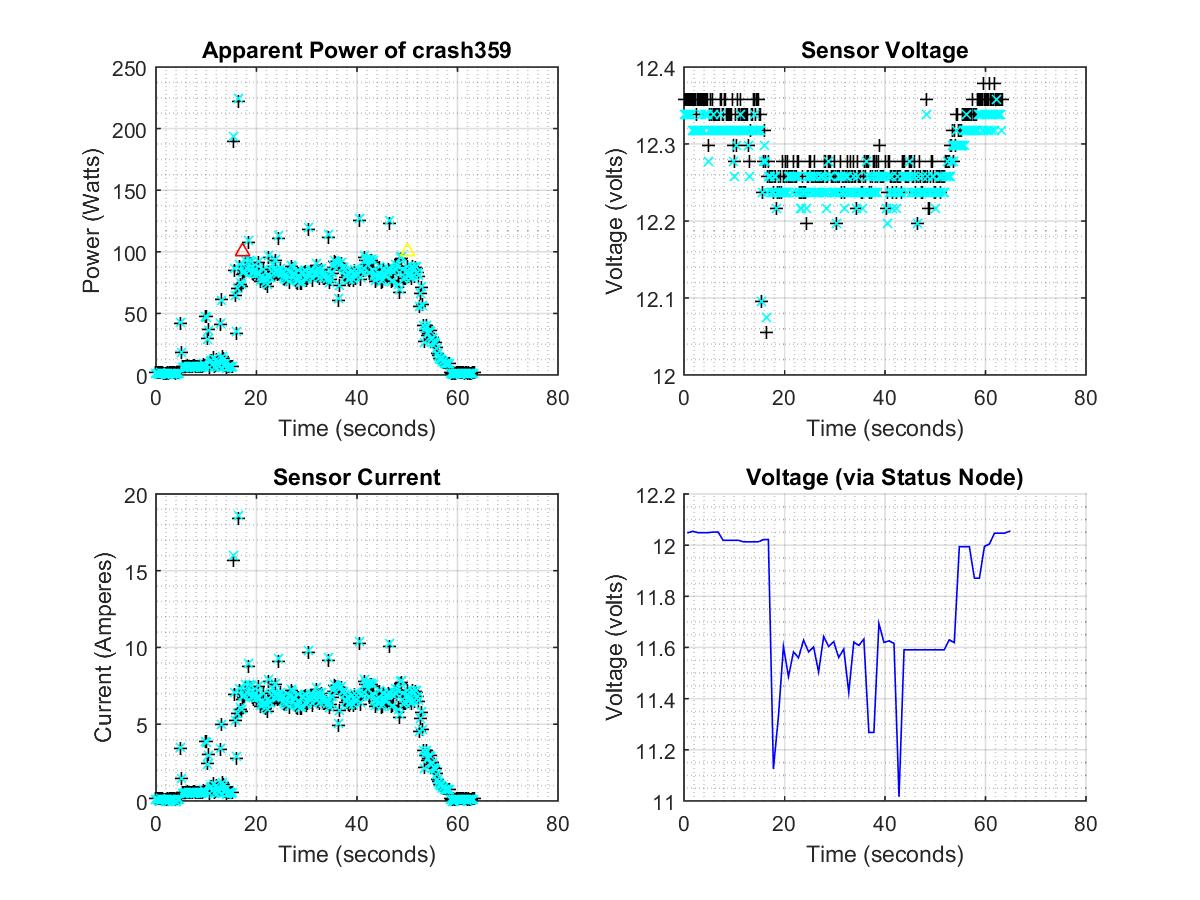 Apparent Power of crash359
250
200
150
100
50
0
Power (Watts)
0 20 40 60 80
Time (seconds)
Sensor Voltage
12.4
12.3
12.2
12.1
12
Voltage (volts)
0 20 40 60 80
Time (seconds)
Sensor Current
20
15
10
5
0
Current (Amperes)
0 20 40 60 80
Time (seconds)
Voltage (via Status Node)
12.2
12
11.8
11.6
11.4
11.2
11
Voltage (volts)
0 20 40 60 80
Time (seconds)